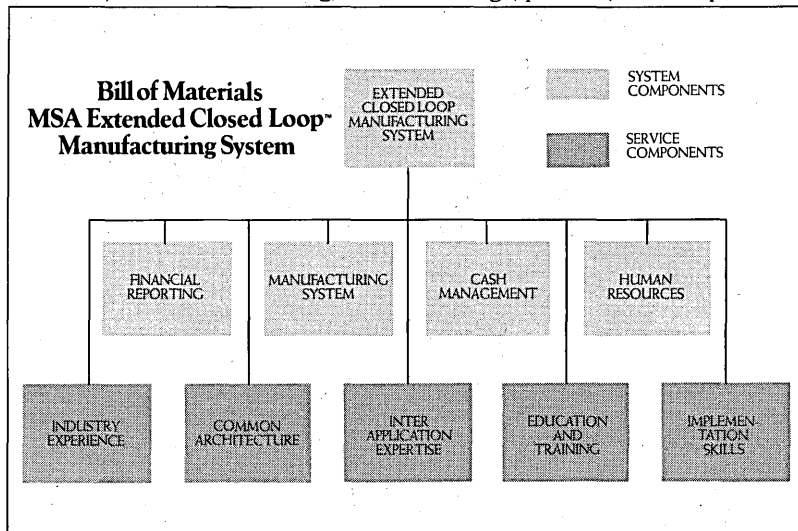 Bill of Materials
MSA Extended Closed Loop™
Manufacturing System
EXTENDED
CLOSED LOOP
MANUFACTURING
SYSTEM
SYSTEM
COMPONENTS
SERVICE
COMPONENTS
FINANCIAL
REPORTING
MANUFACTURING
SYSTEM
CASH
MANAGEMENT
HUMAN
RESOURCES
INDUSTRY
EXPERIENCE
COMMON
ARCHITECTURE
INTER
APPLICATION
EXPERTISE
EDUCATION
AND
TRAINING
IMPLEMEN-
TATION
SKILLS